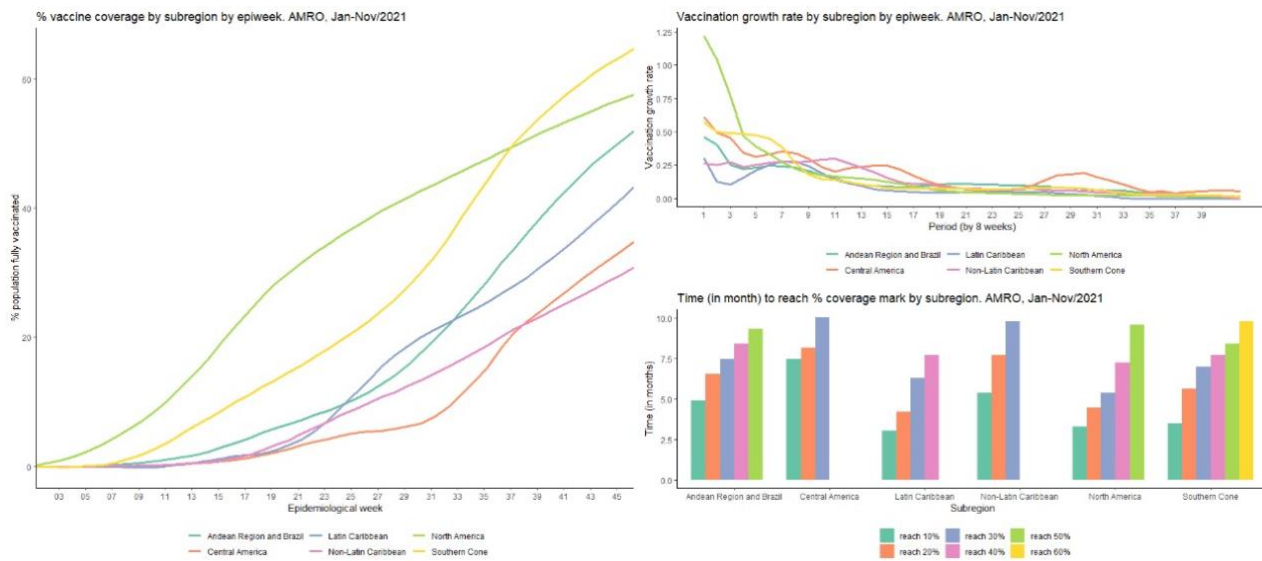 % vaccine coverage by subregion by epiweek. AMRO, Jan-Nov/2021
60
40
20
0
% population fully vaccinated
03 05 07 09 11 13 15 17 19 21 23 25 27 29 31 33 35 37 39 41 43 45
Epidemiological week
Andean Region and Brazil Latin Caribbean North America
Central America Non-Latin Caribbean Southern Cone
Vaccination growth rate by subregion by epiweek. AMRO, Jan-Nov/2021
1.25
1.00
0.75
0.50
0.25
0.00
Vaccination growth rate
1 3 5 7 9 11 13 15 17 19 21 23 25 27 29 31 33 35 37 39
Period (by 8 weeks)
Andean Region and Brazil Latin Caribbean North America
Central America Non-Latin Caribbean Southern Cone
Time (in month) to reach % coverage mark by subregion. AMRO, Jan-Nov/2021
10.0
7.5
5.0
2.5
0.0
Time (in months)
Andean Region and Brazil Central America Latin Caribbean Non-Latin Caribbean North America Southern Cone
Subregion
reach 10% reach 30% reach 50%
reach 20% reach 40% reach 60%